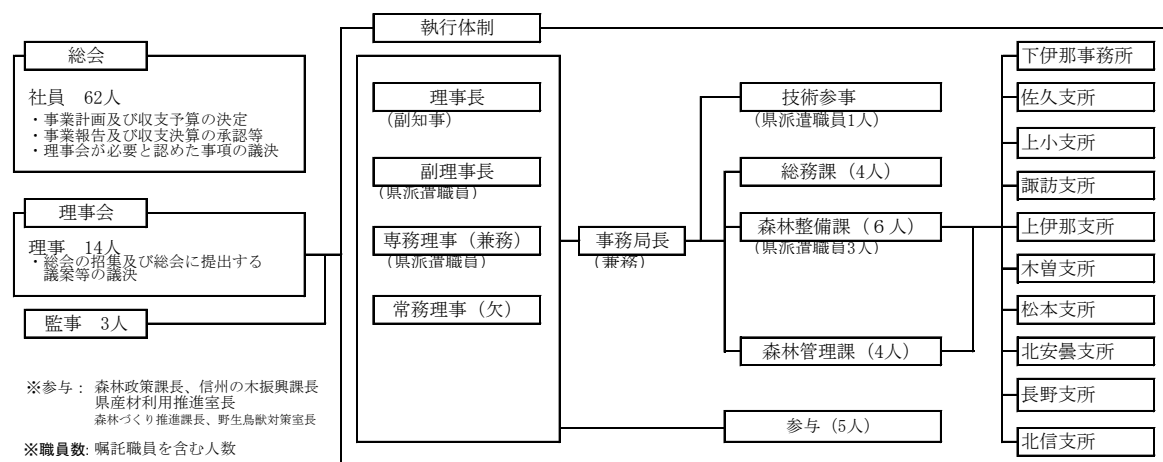 総会
社員　62人
・事業計画及び収支予算の決定
・事業報告及び収支決算の承認等
・理事会が必要と認めた事項の議決
理事会
理事　14人
・総会の招集及び総会に提出する
議案等の議決
監事　3人
※参与： 森林政策課長、信州の木振興課長
県産材利用推進室長
森林づくり推進課長、野生鳥獣対策室長
※職員数: 嘱託職員を含む人数
執行体制
理事長
(副知事)
副理事長
(県派遣職員)
専務理事（兼務）
(県派遣職員)
常務理事（欠）
事務局長
(兼務)
技術参事
(県派遣職員1人)
総務課（4人）
森林整備課（６人）
(県派遣職員3人)
森林管理課（4人）
参与（5人）
下伊那事務所
佐久支所
上小支所
諏訪支所
上伊那支所
木曽支所
松本支所
北安曇支所
長野支所
北信支所